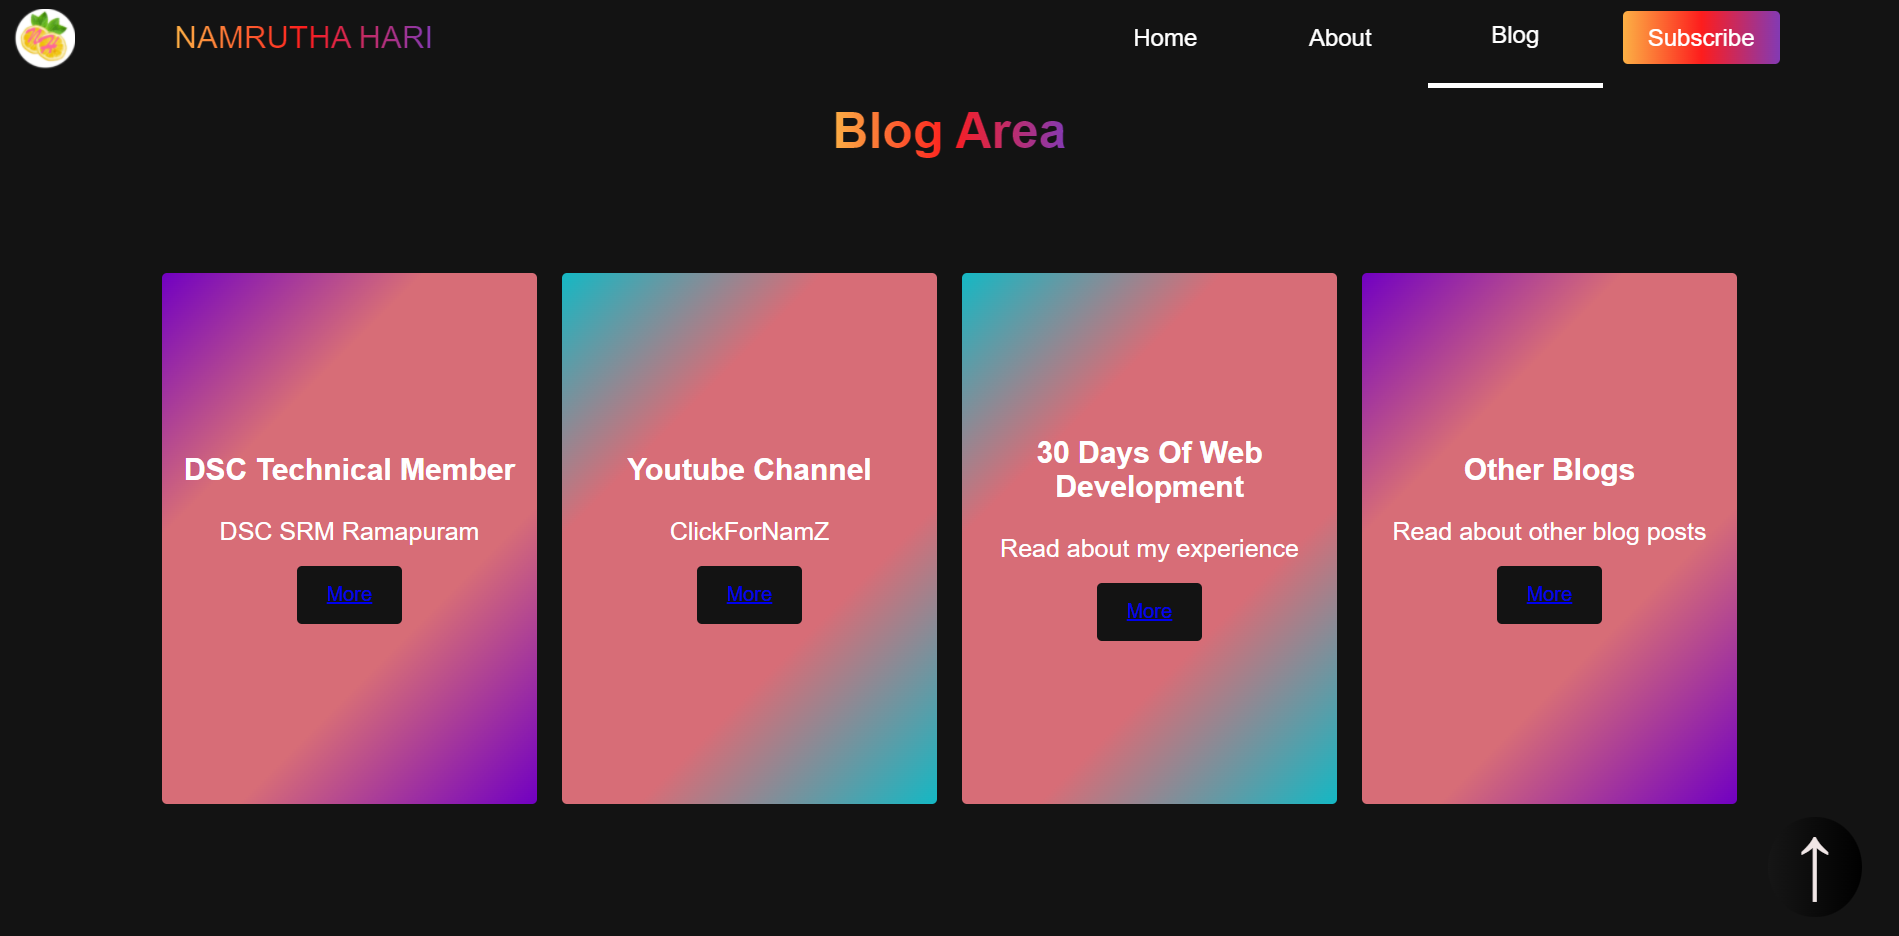 NH
NAMRUTHA HARI
Home
About
Blog
Subscribe
Blog Area
DSC Technical Member
DSC SRM Ramapuram
More
Youtube Channel
ClickForNamZ
More
30 Days Of Web
Development
Read about my experience
More
Other Blogs
Read about other blog posts
More